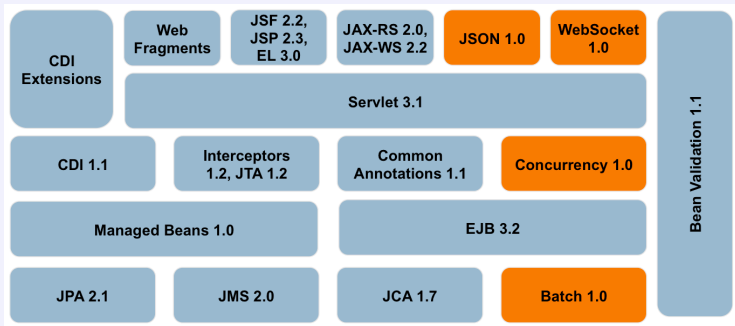 CDI
Extensions
Web
Fragments
JSF 2.2,
JSP 2.3,
EL 3.0
JAX-RS 2.0,
JAX-WS 2.2
JSON 1.0
WebSocket
1.0
Servlet 3.1
CDI 1.1
Interceptors
1.2, JTA 1.2
Common
Annotations 1.1
Concurrency 1.0
Managed Beans 1.0
EJB 3.2
JPA 2.1
JMS 2.0
JCA 1.7
Batch 1.0
Bean Validation 1.1